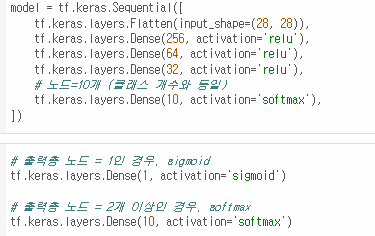 model = tf.keras.Sequential([
    tf.keras.layers.Flatten(input_shape=(28, 28)),
    tf.keras.layers.Dense(256, activation='relu'),
    tf.keras.layers.Dense(64, activation='relu'),
    tf.keras.layers.Dense(32, activation='relu'),
    # 노드=10개 (클래스 개수와 동일)
    tf.keras.layers.Dense(10, activation='softmax'),
])
# 출력층 노드 = 1인 경우, sigmoid
tf.keras.layers.Dense(1, activation='sigmoid')
# 출력층 노드 = 2개 이상인 경우, softmax
tf.keras.layers.Dense(10, activation='softmax')